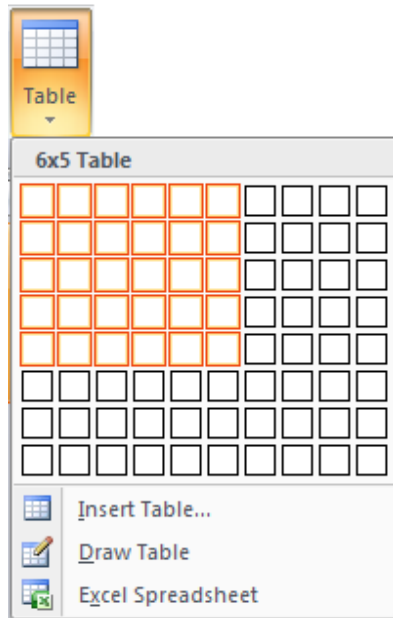 Table
6x5 Table
Insert Table...
Draw Table
Excel Spreadsheet